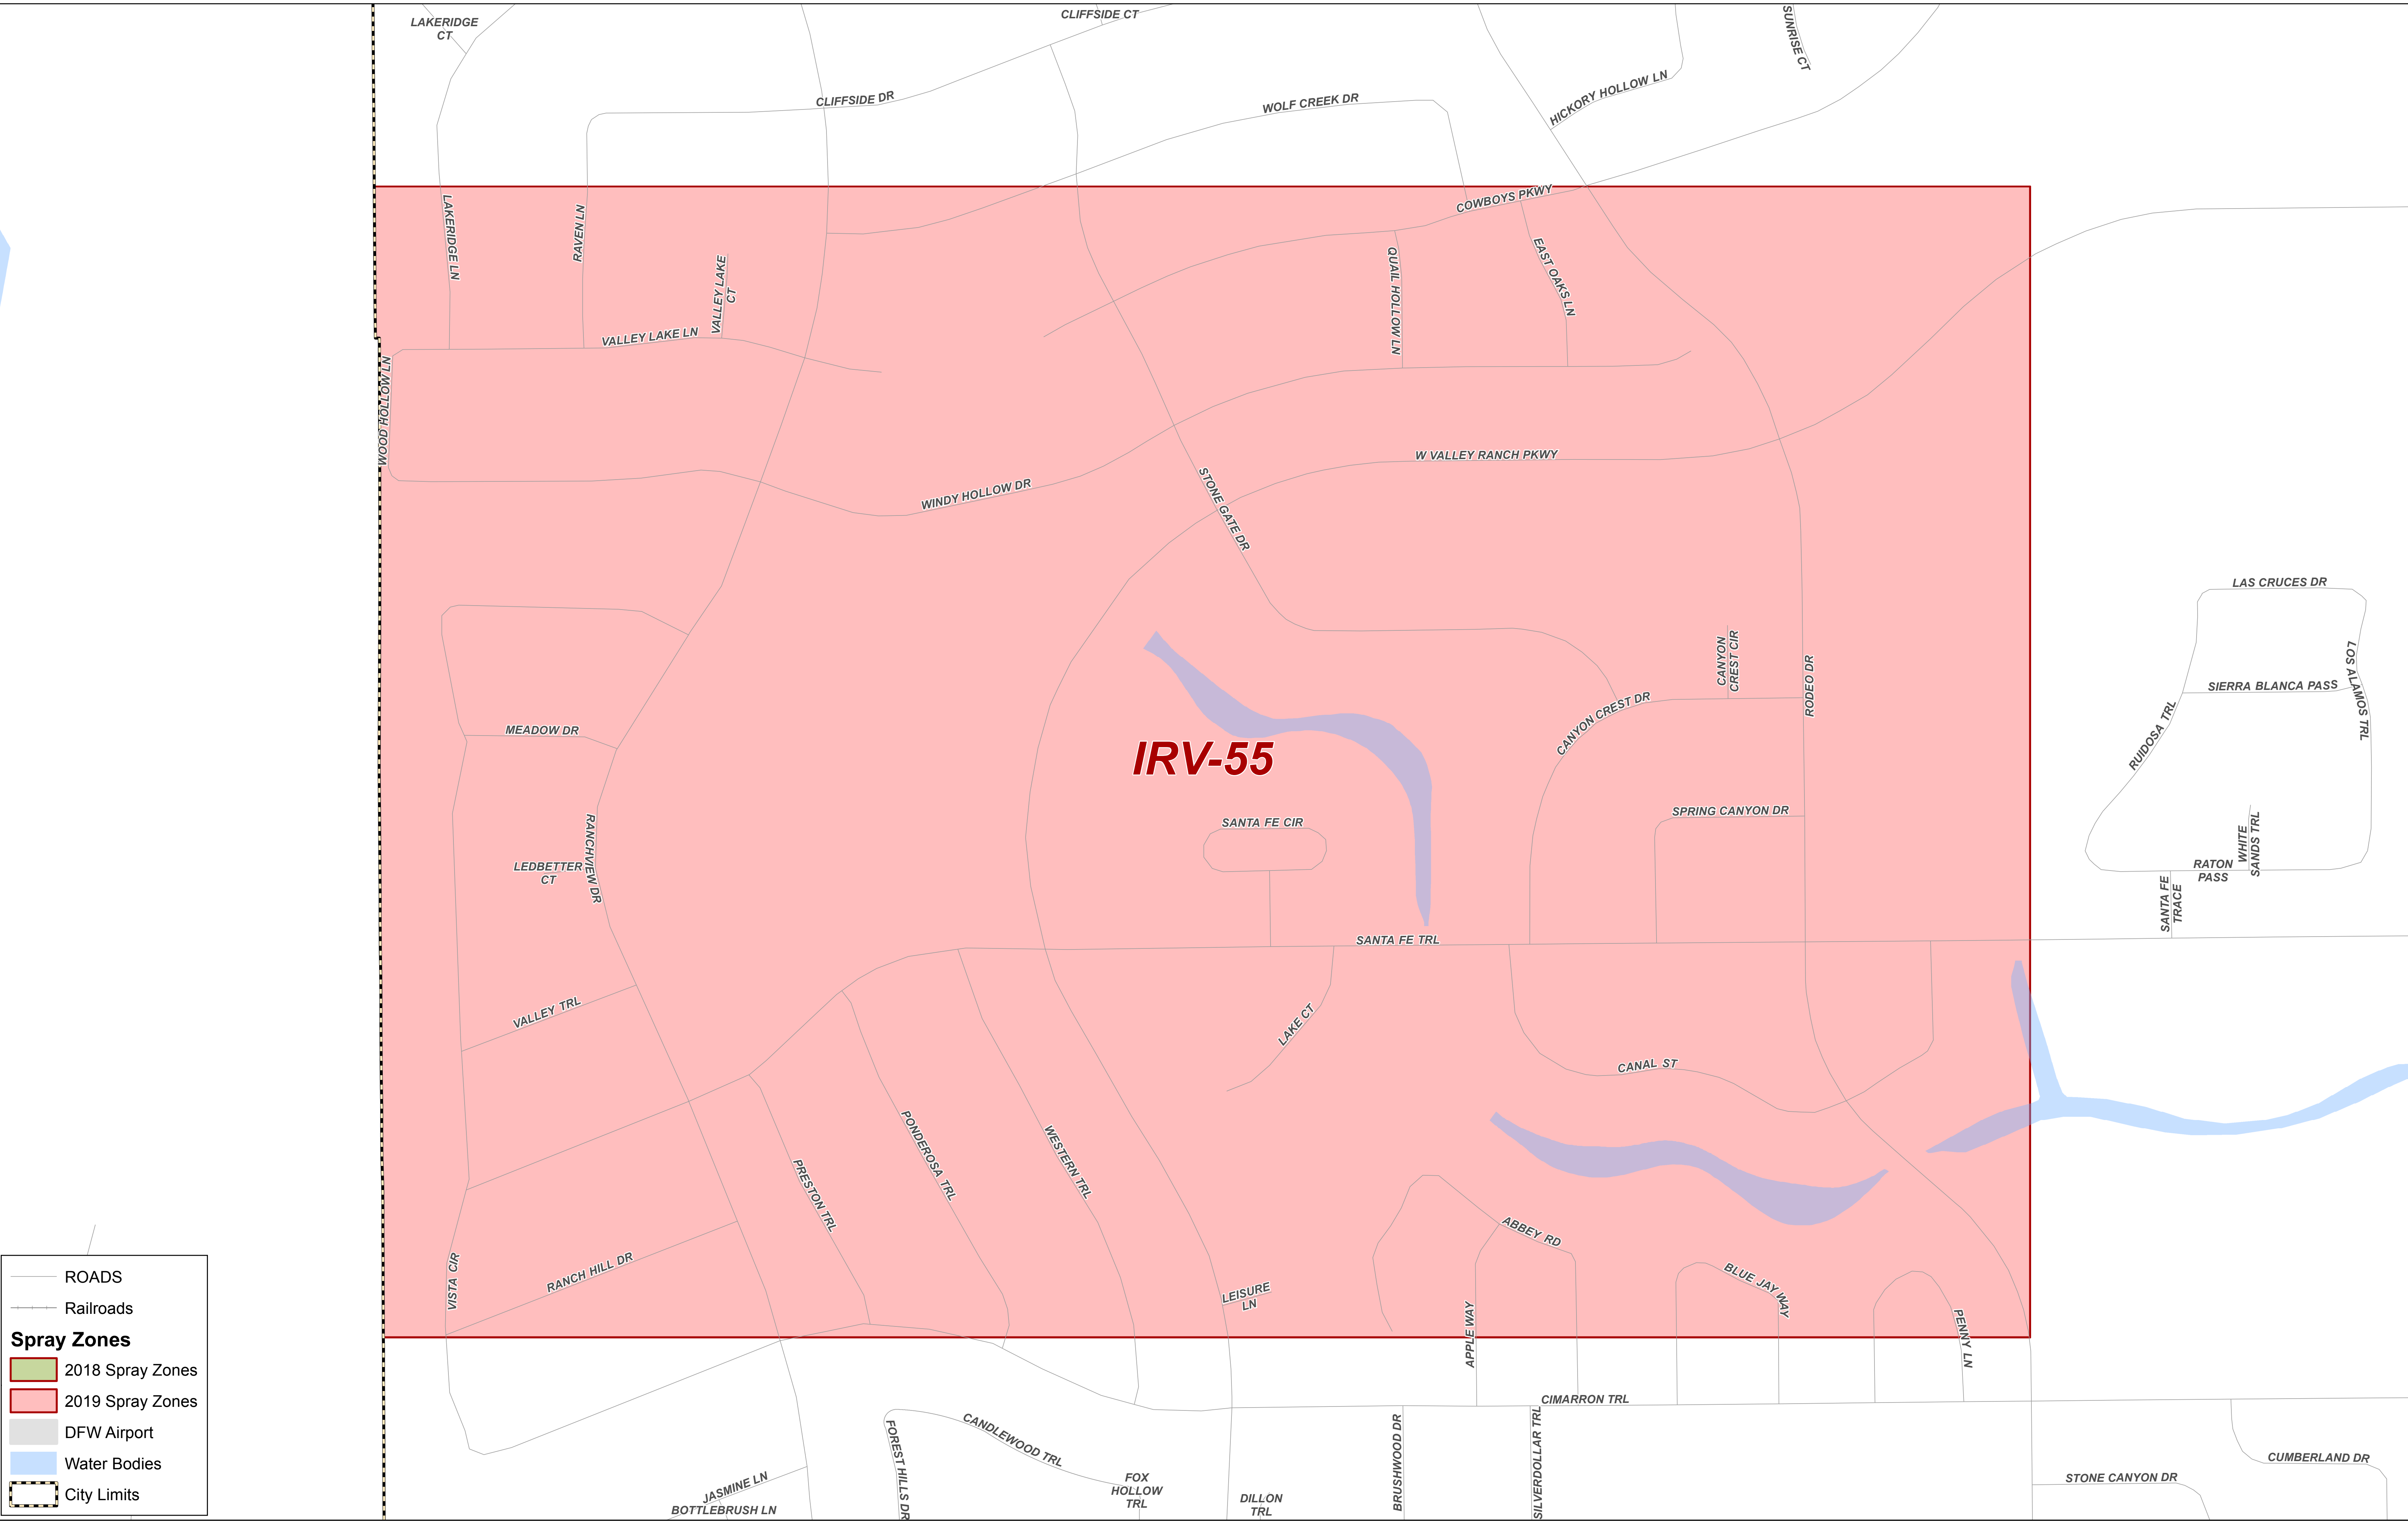 LAKERIDGE
CT
CLIFFSIDE CT
SUNRISE CT
CLIFFSIDE DR
WOLF CREEK DR
HICKORY HOLLOW LN
COWBOYS PKWY
LAKERIDGE LN
RAVEN LN
VALLEY LAKE
CT
QUAIL HOLLOW LN
EAST OAKS LN
VALLEY LAKE LN
WOOD HOLLOW LN
W VALLEY RANCH PKWY
WINDY HOLLOW DR
STONE GATE DR
LAS CRUCES DR
CANYON
CREST CIR
RODEO DR
LOS ALAMOS TRL
SIERRA BLANCA PASS
CANYON CREST DR
RUIDOSA TRL
MEADOW DR
IRV-55
SPRING CANYON DR
SANTA FE CIR
RANCHVIEW DR
WHITE
SANDS TRL
LEDBETTER
CT
RATON
PASS
SANTA FE
TRACE
SANTA FE TRL
VALLEY TRL
LAKE CT
CANAL ST
PONDEROSA TRL
WESTERN TRL
PRESTON TRL
ABBEY RD
VISTA CIR
RANCH HILL DR
BLUE JAY WAY
LEISURE
LN
APPLE WAY
PENNY LN
CIMARRON TRL
FOREST HILLS DR
CANDLEWOOD TRL
BRUSHWOOD DR
SILVERDOLLAR TRL
CUMBERLAND DR
STONE CANYON DR
JASMINE LN
FOX
HOLLOW
TRL
BOTTLEBRUSH LN
DILLON
TRL
ROADS
Railroads
Spray Zones
2018 Spray Zones
2019 Spray Zones
DFW Airport
Water Bodies
City Limits